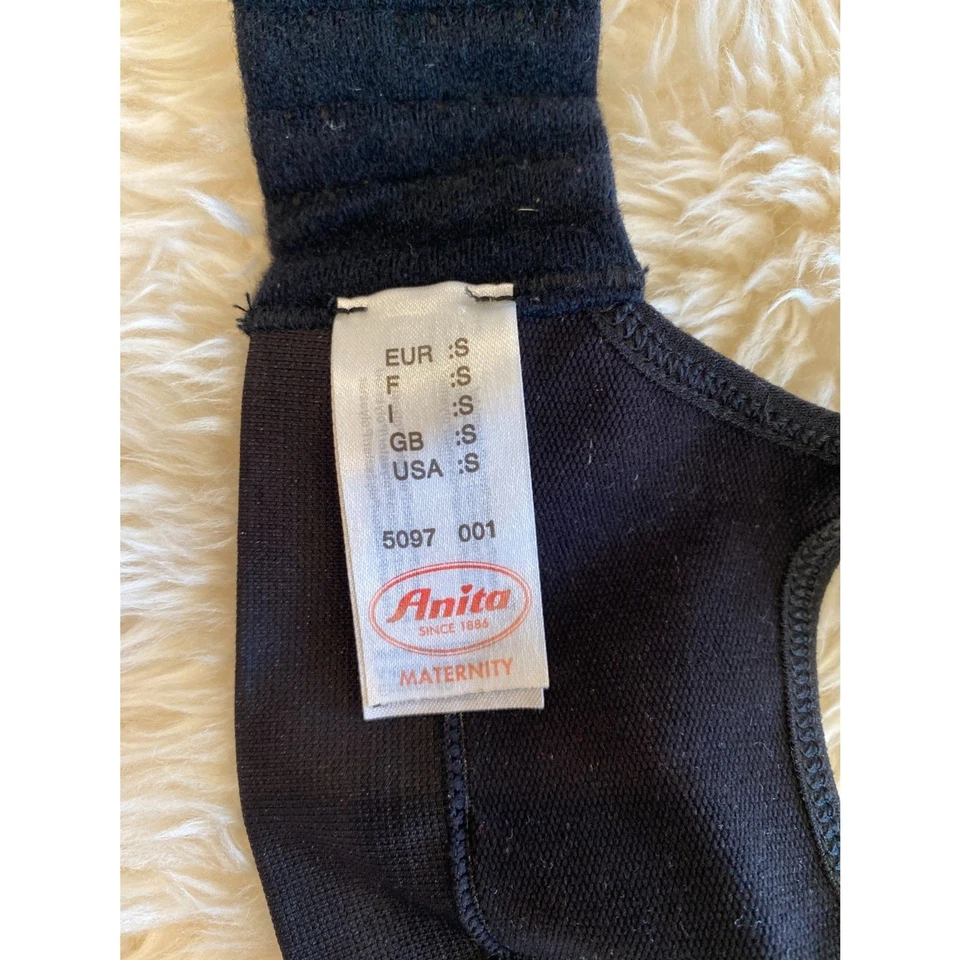 EUR :S
F :S
I :S
GB :S
USA :S
5097 001
Anita
SINCE 1886
MATERNITY